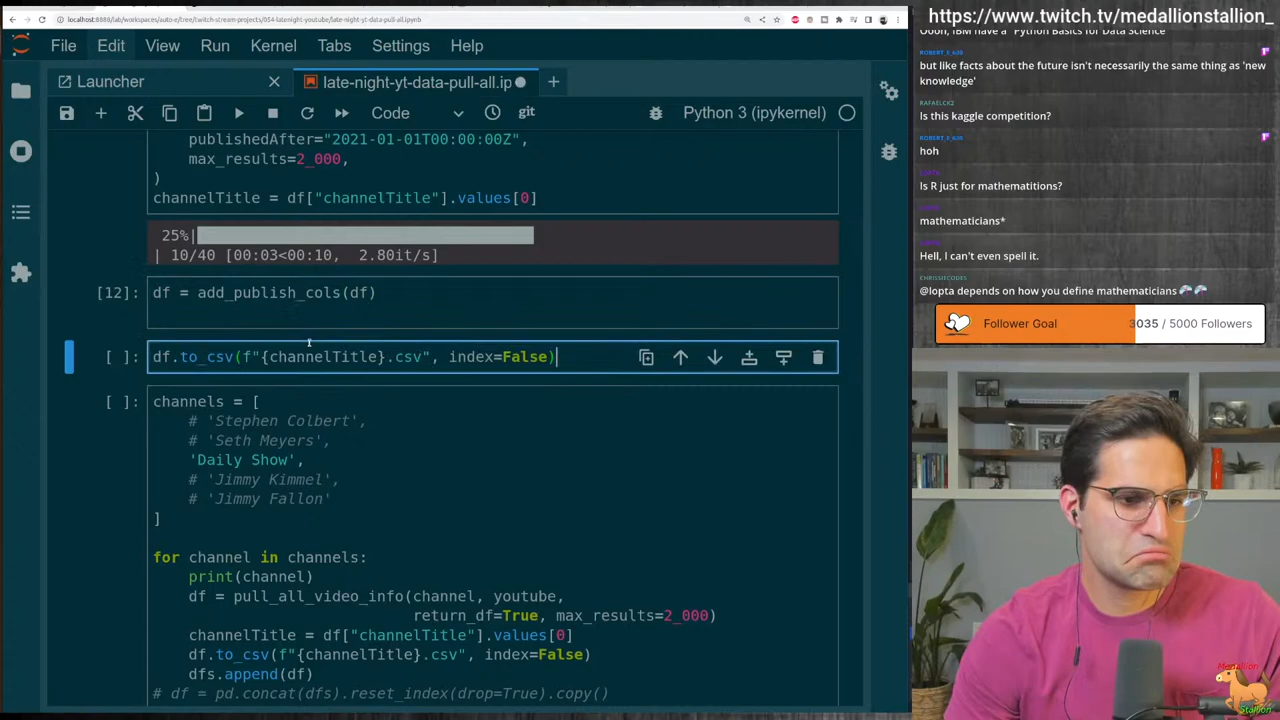 localhost:8888/lab/workspaces/auto-e/tree/twitch-stream-projects/054-latenight-youtube/late-night-yt-data-pull-all.ipynb
https://www.twitch.tv/medallionstallion_
File Edit View Run Kernel Tabs Settings Help
Launcher
late-night-yt-data-pull-all.ip
Code
git
Python 3 (ipykernel)
publishedAfter="2021-01-01T00:00:00Z",
max_results=2_000,
)
channelTitle = df["channelTitle"].values[0]
25%|
| 10/40 [00:03<00:10, 2.80it/s]
[12]: df = add_publish_cols(df)
[ ]: df.to_csv(f"{channelTitle}.csv", index=False)
[ ]: channels = [
# 'Stephen Colbert',
# 'Seth Meyers',
'Daily Show',
# 'Jimmy Kimmel',
# 'Jimmy Fallon'
]
for channel in channels:
print(channel)
df = pull_all_video_info(channel, youtube,
return_df=True, max_results=2_000)
channelTitle = df["channelTitle"].values[0]
df.to_csv(f"{channelTitle}.csv", index=False)
dfs.append(df)
# df = pd.concat(dfs).reset_index(drop=True).copy()
Oooh, IBM have a "Python Basics for Data Science"
but like facts about the future isn't necessarily the same thing as 'new
knowledge'
RAFAELCK2
Is this kaggle competition?
hoh
Is R just for mathematitions?
mathematicians*
Hell, I can't even spell it.
CHRISSIECODES
@lopta depends on how you define mathematicians
Follower Goal
3035 / 5000 Followers
Medallion
Stallion